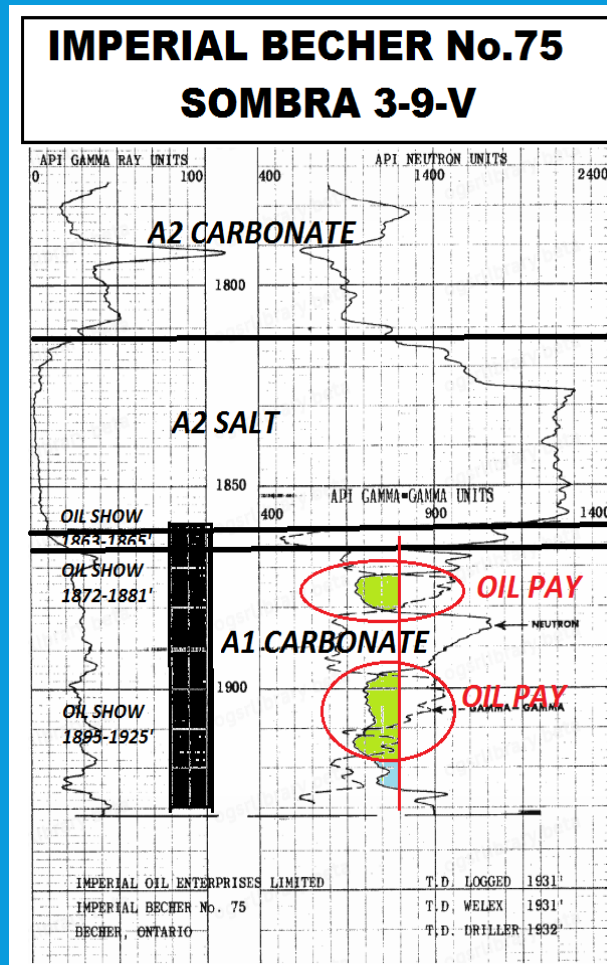 IMPERIAL BECHER No.75
SOMBRA 3-9-V
API GAMMA RAY UNITS API NEUTRON UNITS
0 100 400 1400 2400
A2 CARBONATE
1800
A2 SALT
1850
API GAMMA-GAMMA UNITS
400 900 1400
OIL SHOW
1863-1865'
OIL SHOW
1872-1881'
OIL PAY
NEUTRON
A1 CARBONATE
1900
OIL PAY
OIL SHOW
1895-1925'
GAMMA-GAMMA
IMPERIAL OIL ENTERPRISES LIMITED T.D. LOGGED 1931'
IMPERIAL BECHER No. 75 T.D. WELEX 1931'
BECHER, ONTARIO T.D. DRILLER 1932'